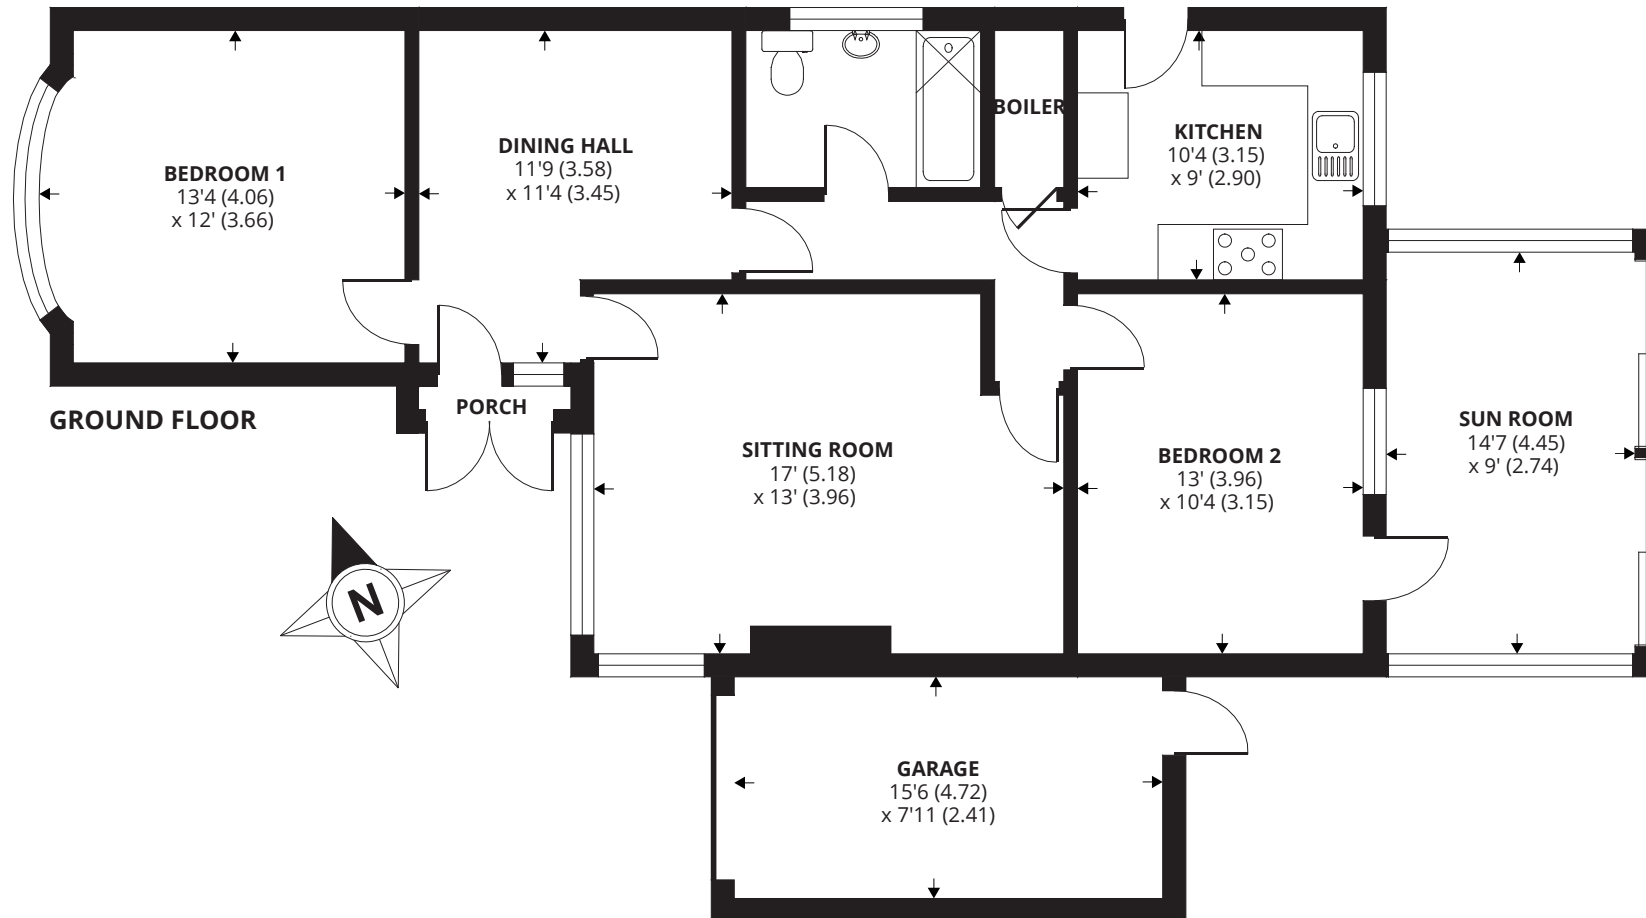 BOILER
KITCHEN
10'4 (3.15)
x 9' (2.90)
DINING HALL
11'9 (3.58)
x 11'4 (3.45)
BEDROOM 1
13'4 (4.06)
x 12' (3.66)
PORCH
GROUND FLOOR
SITTING ROOM
17' (5.18)
x 13' (3.96)
BEDROOM 2
13' (3.96)
x 10'4 (3.15)
SUN ROOM
14'7 (4.45)
x 9' (2.74)
N
GARAGE
15'6 (4.72)
x 7'11 (2.41)